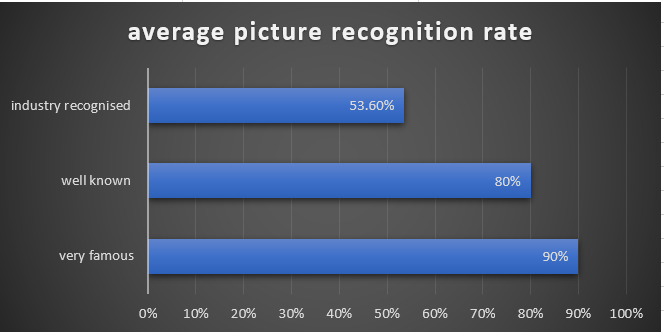 average picture recognition rate
industry recognised
53.60%
well known
80%
very famous
90%
0% 10% 20% 30% 40% 50% 60% 70% 80% 90% 100%